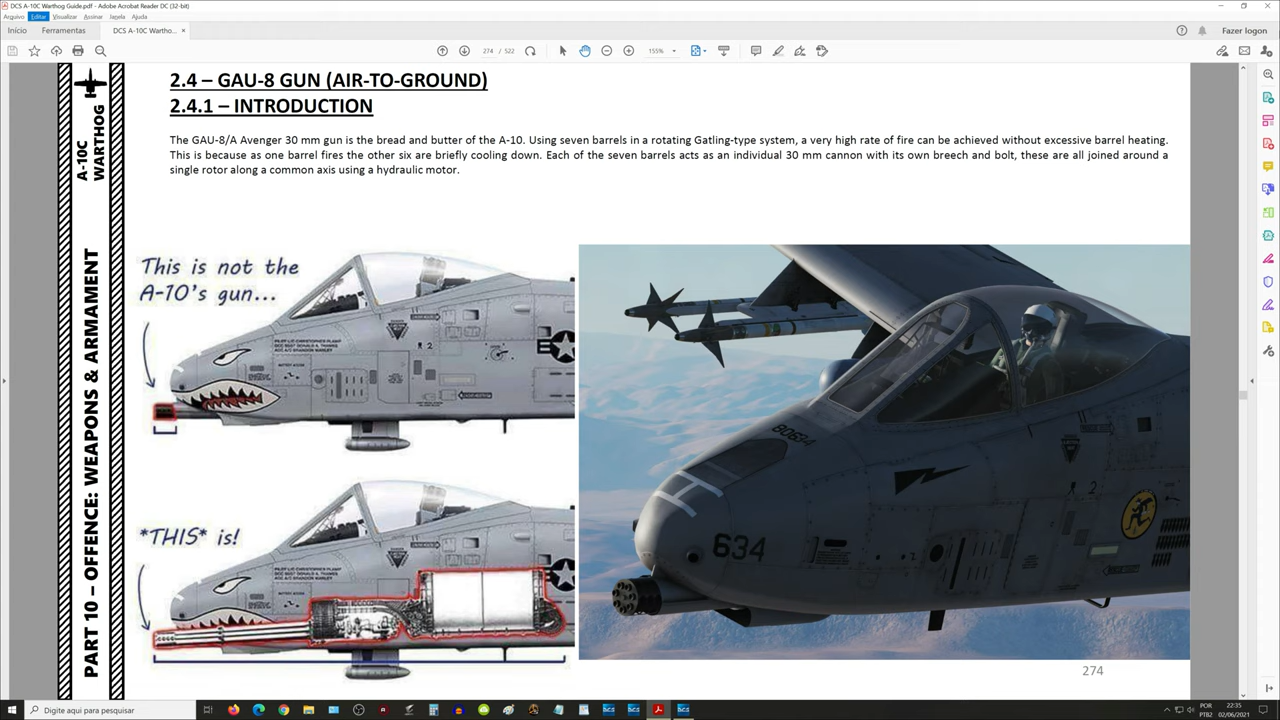 DCS A-10C Warthog Guide.pdf - Adobe Acrobat Reader DC (32-bit)
Arquivo Editar Visualizar Assinar Janela Ajuda
Início Ferramentas DCS A-10C Wartho... × Fazer logon
274 / 522 155%
A-10C
WARTHOG
PART 10 – OFFENCE: WEAPONS & ARMAMENT
2.4 – GAU-8 GUN (AIR-TO-GROUND)
2.4.1 – INTRODUCTION
The GAU-8/A Avenger 30 mm gun is the bread and butter of the A-10. Using seven barrels in a rotating Gatling-type system, a very high rate of fire can be achieved without excessive barrel heating.
This is because as one barrel fires the other six are briefly cooling down. Each of the seven barrels acts as an individual 30 mm cannon with its own breech and bolt, these are all joined around a
single rotor along a common axis using a hydraulic motor.
This is not the
A-10's gun...
2
*THIS* is!
2
80634
634
2
274
Digite aqui para pesquisar
POR
PTB2
22:35
02/06/2021